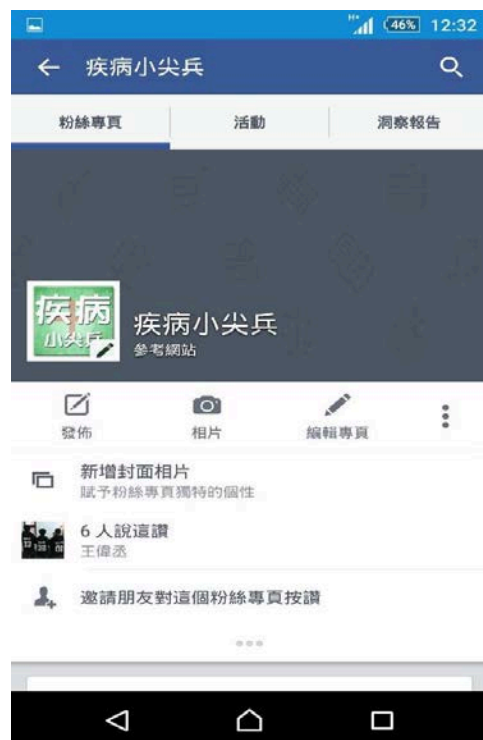 H+ 46% 12:32
疾病小尖兵
粉絲專頁 活動 洞察報告
疾病
小尖兵
疾病小尖兵
參考網站
發佈 相片 編輯專頁
新增封面相片
賦予粉絲專頁獨特的個性
6 人說這讚
王偉丞
邀請朋友對這個粉絲專頁按讚